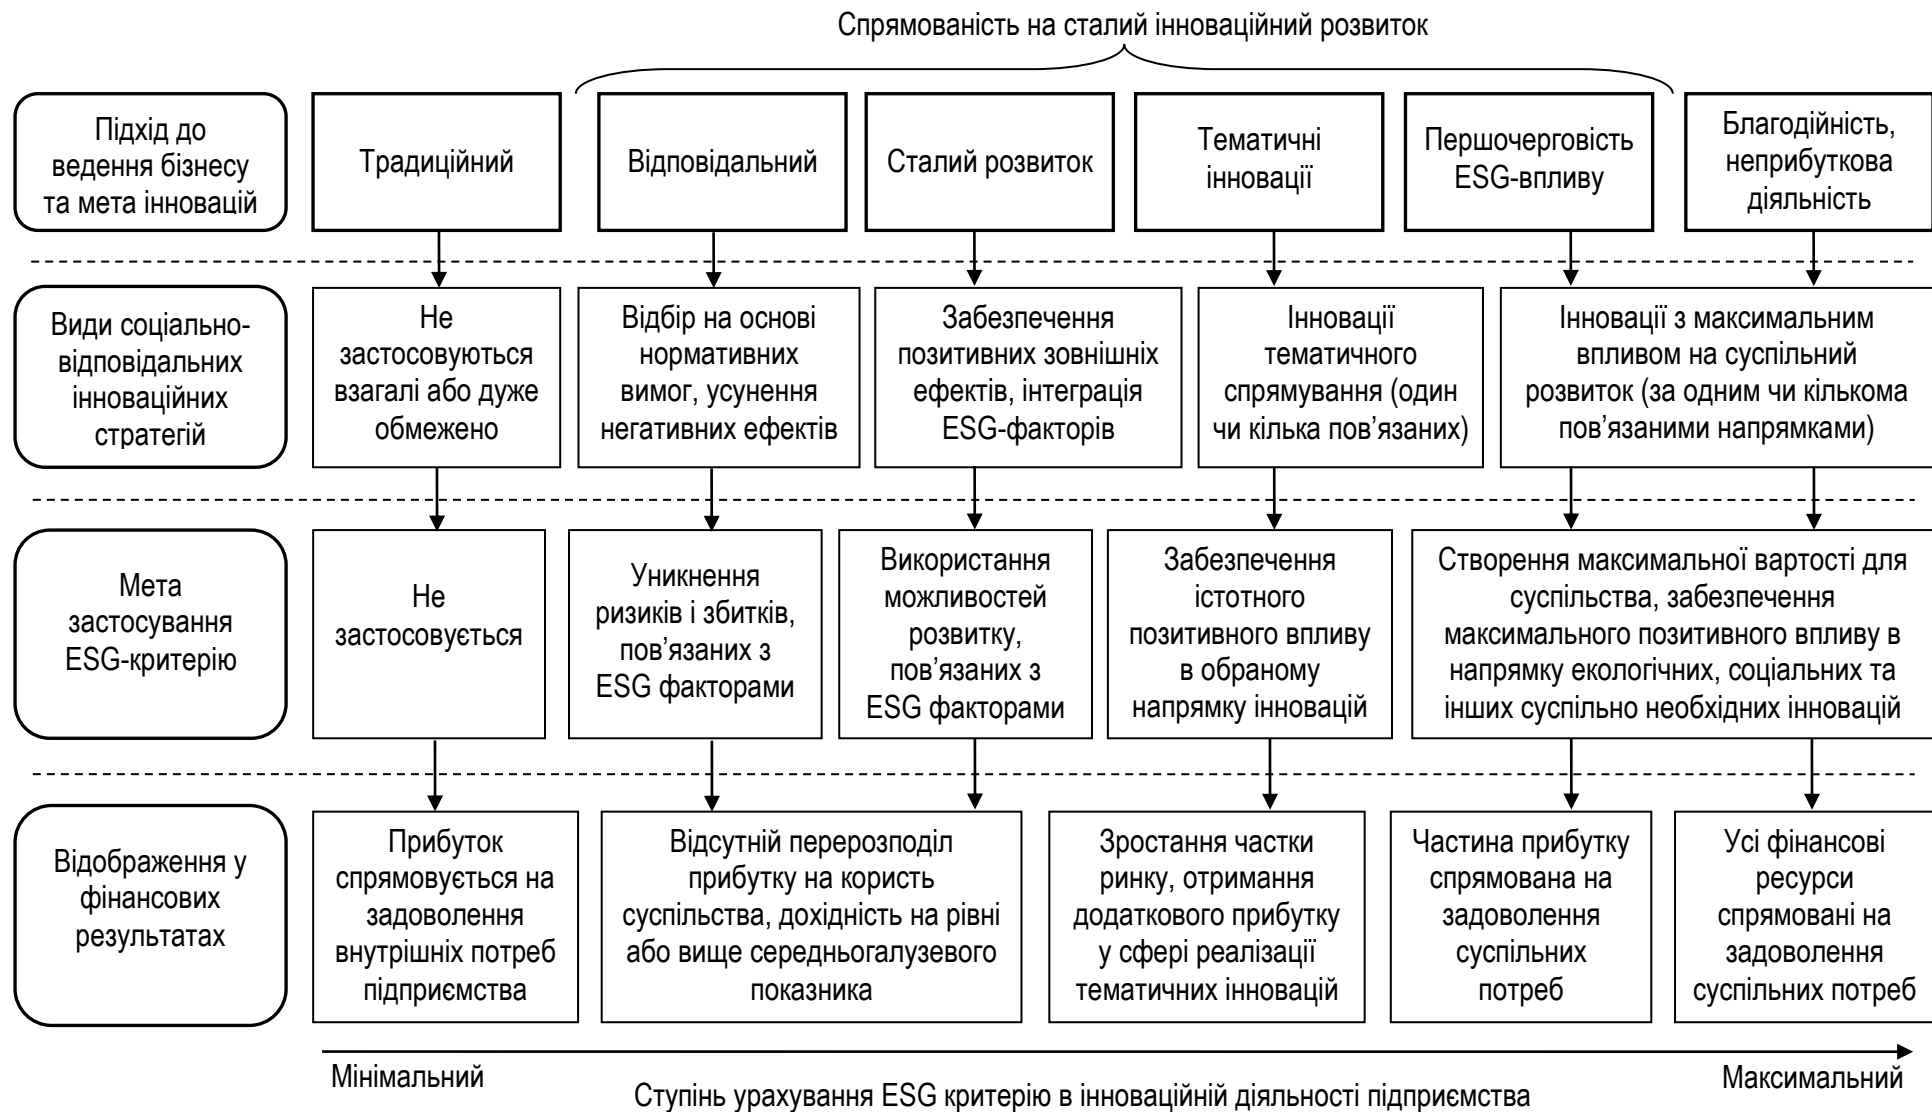 Спрямованість на сталий інноваційний розвиток
Підхід до
ведення бізнесу
та мета інновацій
Традиційний
Відповідальний
Сталий розвиток
Тематичні
інновації
Першочерговість
ESG-впливу
Благодійність,
неприбуткова
діяльність
Види соціально-
відповідальних
інноваційних
стратегій
Не
застосовуються
взагалі або дуже
обмежено
Відбір на основі
нормативних
вимог, усунення
негативних ефектів
Забезпечення
позитивних зовнішніх
ефектів, інтеграція
ESG-факторів
Інновації
тематичного
спрямування (один
чи кілька пов’язаних)
Інновації з максимальним
впливом на суспільний
розвиток (за одним чи кількома
пов’язаними напрямками)
Мета
застосування
ESG-критерію
Не
застосовується
Уникнення
ризиків і збитків,
пов’язаних з
ESG факторами
Використання
можливостей
розвитку,
пов’язаних з
ESG факторами
Забезпечення
істотного
позитивного впливу
в обраному
напрямку інновацій
Створення максимальної вартості для
суспільства, забезпечення
максимального позитивного впливу в
напрямку екологічних, соціальних та
інших суспільно необхідних інновацій
Відображення у
фінансових
результатах
Прибуток
спрямовується на
задоволення
внутрішніх потреб
підприємства
Відсутній перерозподіл
прибутку на користь
суспільства, дохідність на рівні
або вище середньогалузевого
показника
Зростання частки
ринку, отримання
додаткового прибутку
у сфері реалізації
тематичних інновацій
Частина прибутку
спрямована на
задоволення
суспільних
потреб
Усі фінансові
ресурси
спрямовані на
задоволення
суспільних потреб
Мінімальний
Максимальний
Ступінь урахування ESG критерію в інноваційній діяльності підприємства